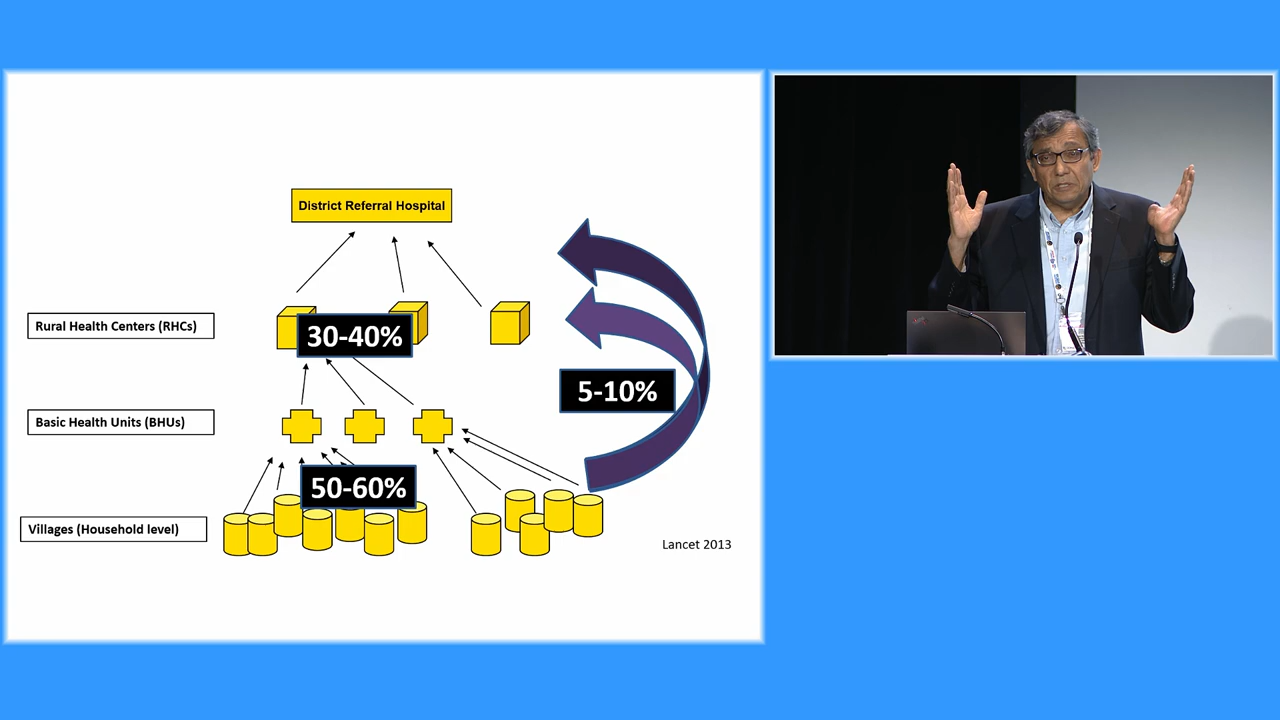 District Referral Hospital
Rural Health Centers (RHCs)
30-40%
5-10%
Basic Health Units (BHUs)
50-60%
Villages (Household level)
Lancet 2013